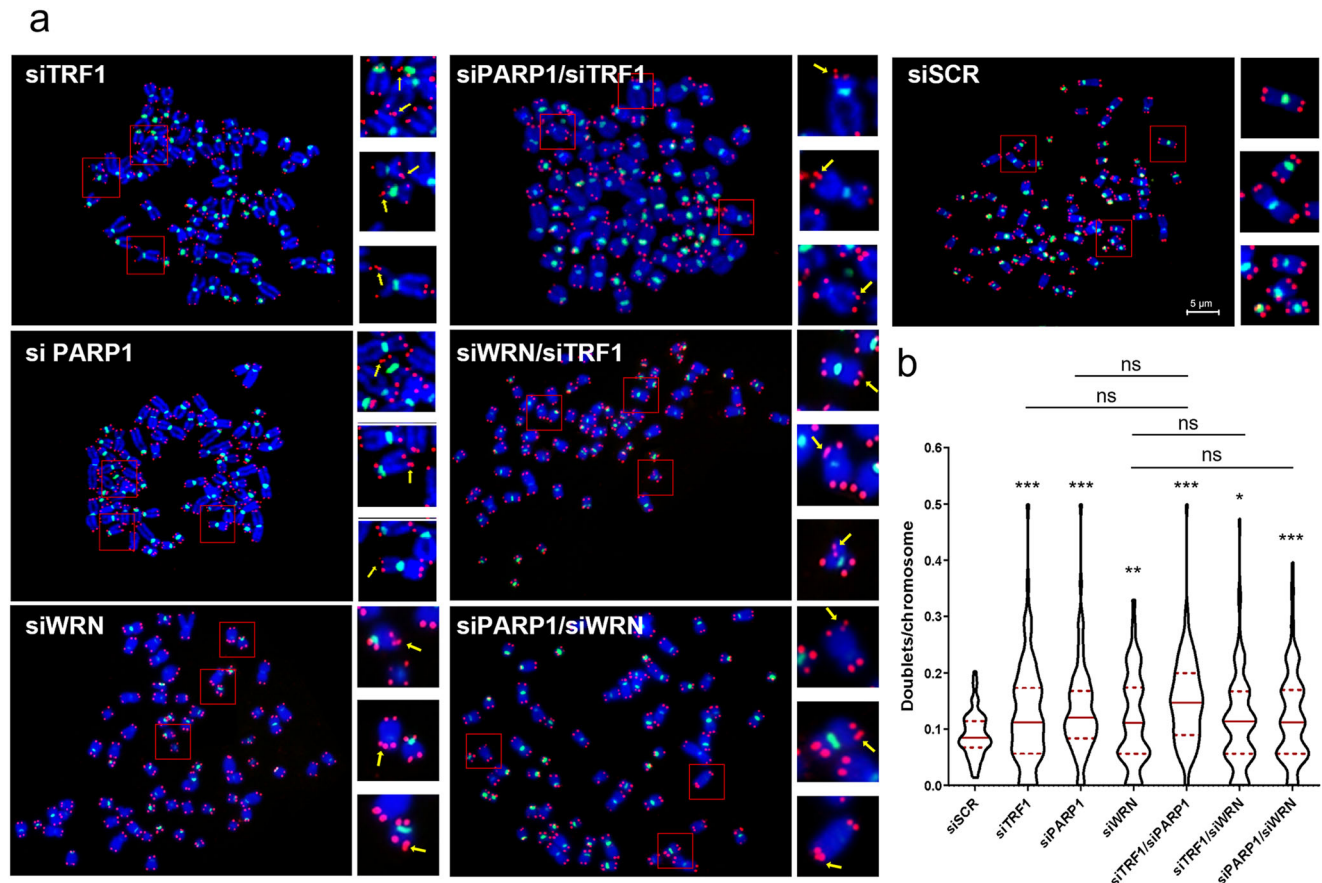 a
siTRF1
siPARP1/siTRF1
siSCR
5 µm
si PARP1
siWRN/siTRF1
siWRN
siPARP1/siWRN
b
ns
ns
ns
ns
Doublets/chromosome
0.6
0.5
0.4
0.3
0.2
0.1
0.0
***
***
**
***
*
***
siSCR
siTRF1
siPARP1
siWRN
siTRF1/siPARP1
siTRF1/siWRN
siPARP1/siWRN